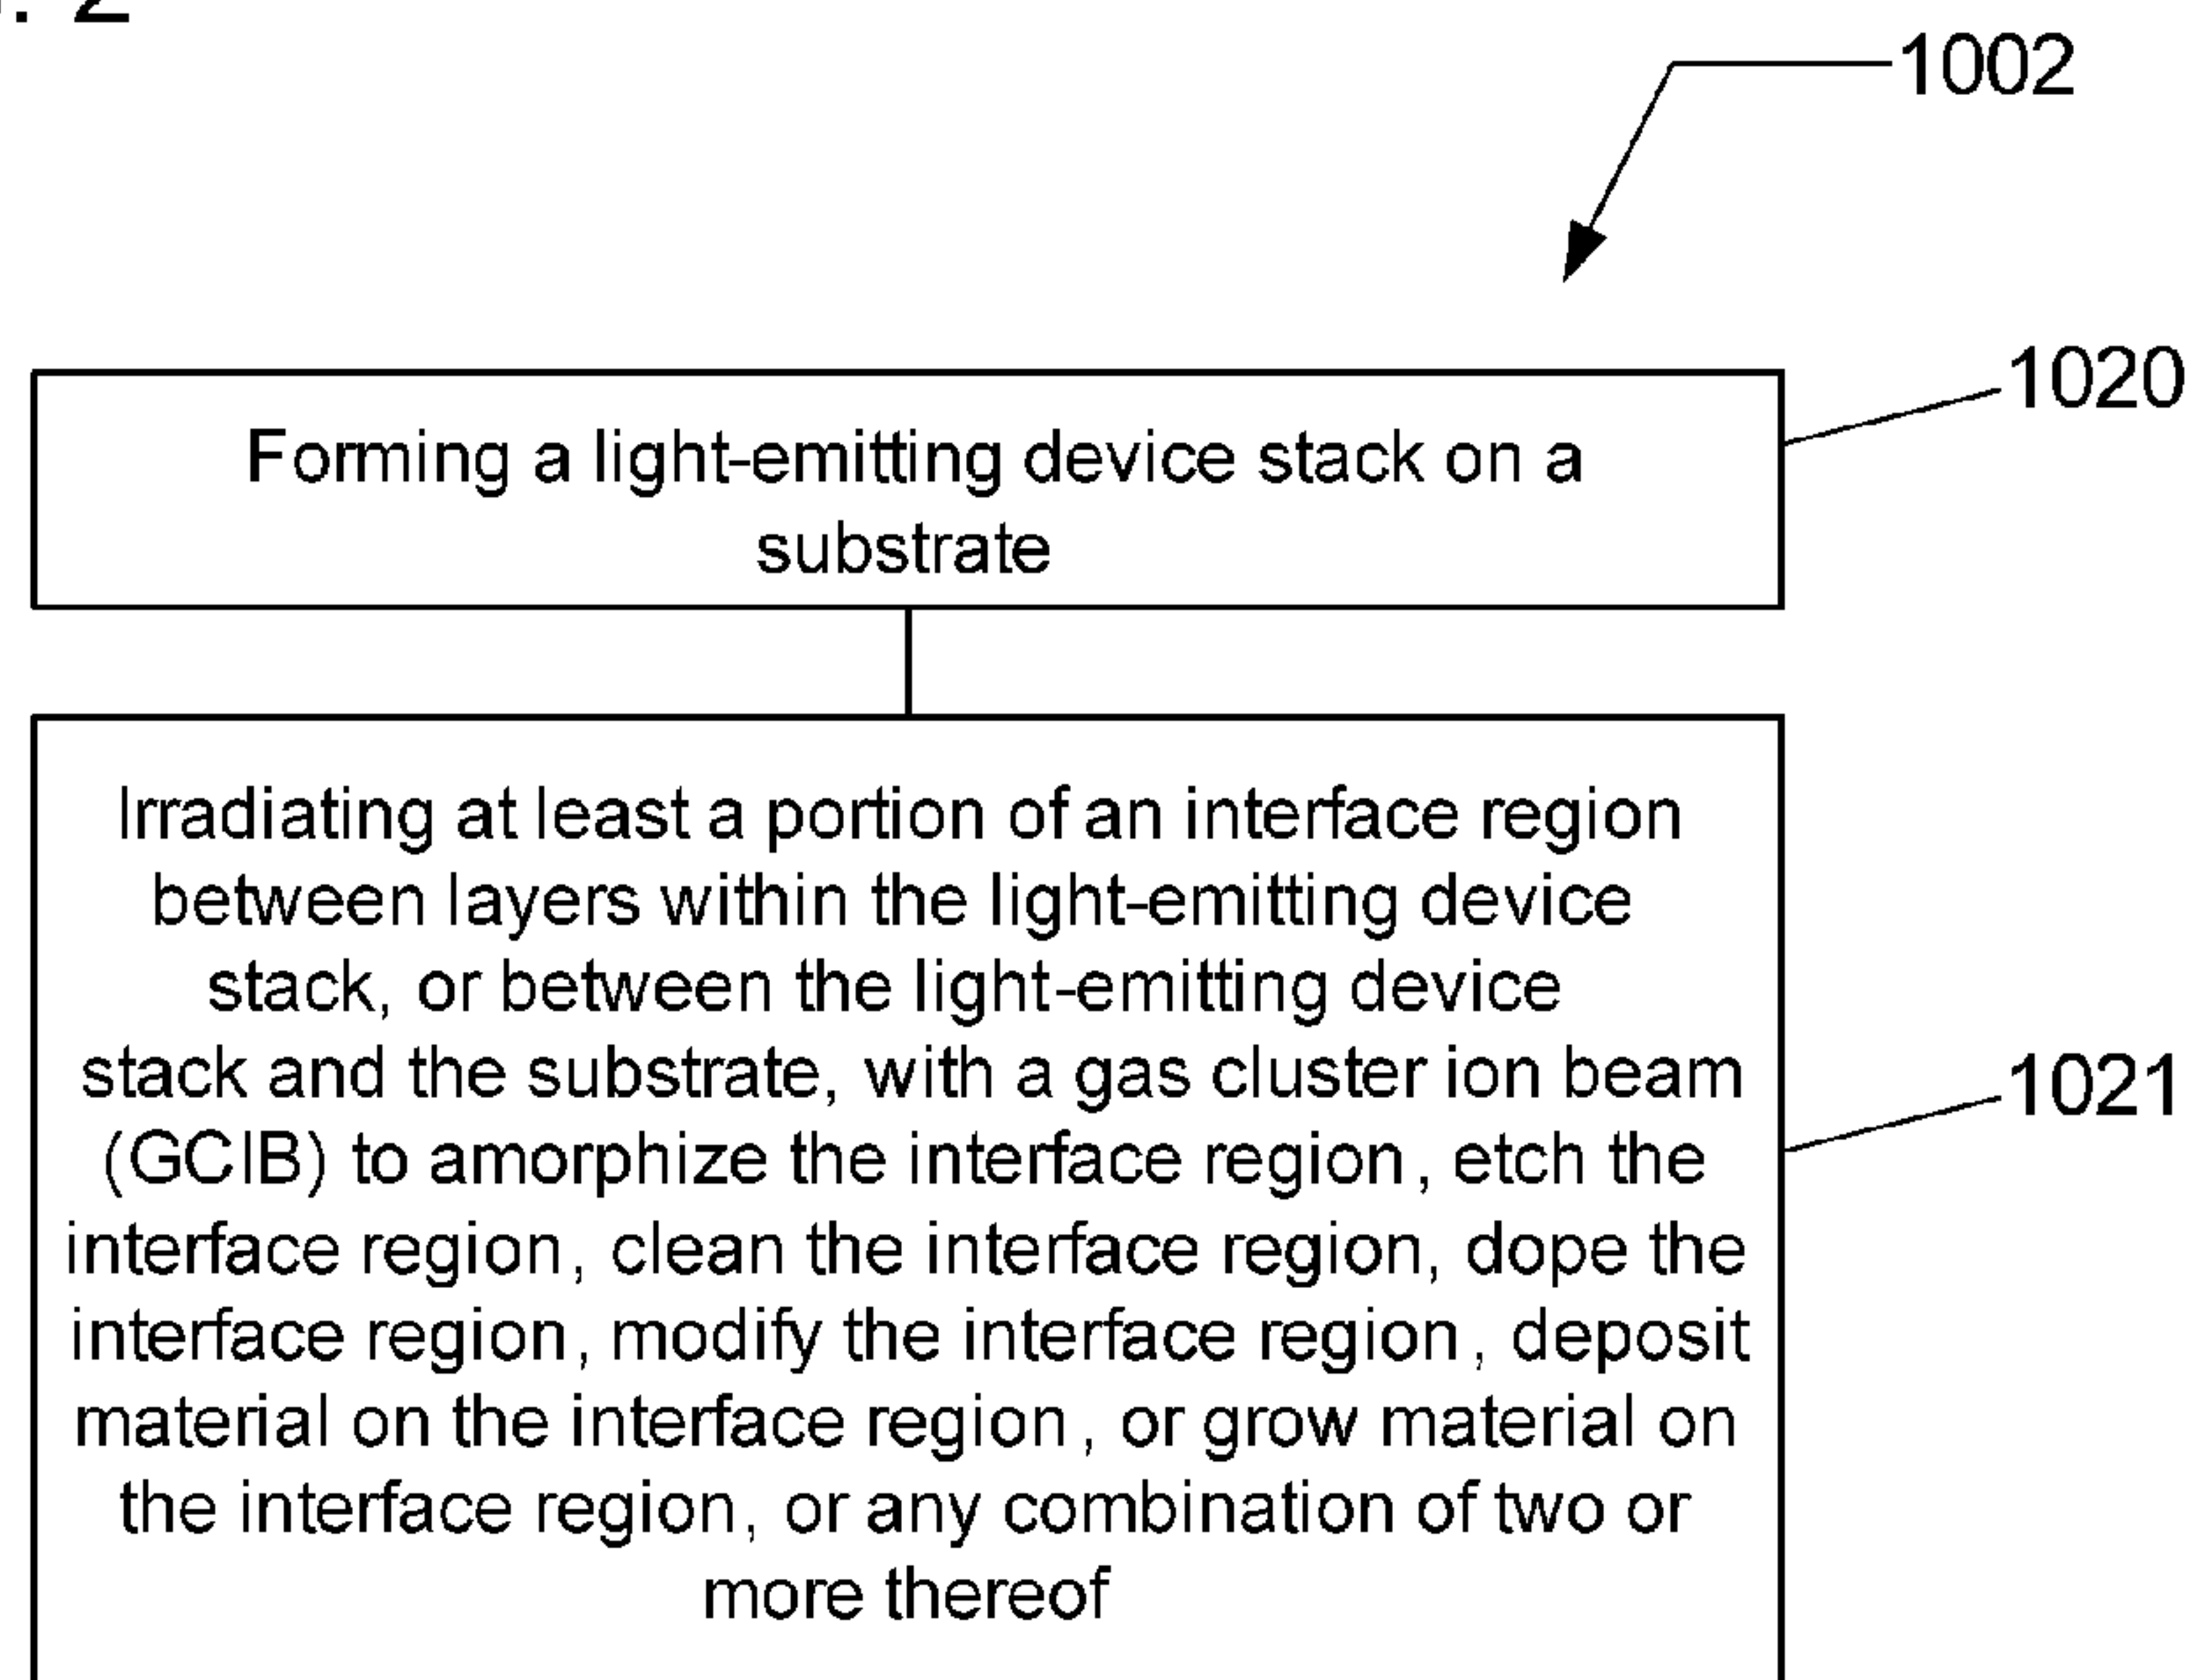 . 2
1002
1020
Forming a light-emitting device stack on a
substrate
Irradiating at least a portion of an interface region
between layers within the light-emitting device
stack, or between the light-emitting device
stack and the substrate, with a gas cluster ion beam
1021
(GCIB) to amorphize the interface region, etch the
interface region, clean the interface region, dope the
interface region, modify the interface region, deposit
material on the interface region, or grow material on
the interface region, or any combination of two or
more thereof